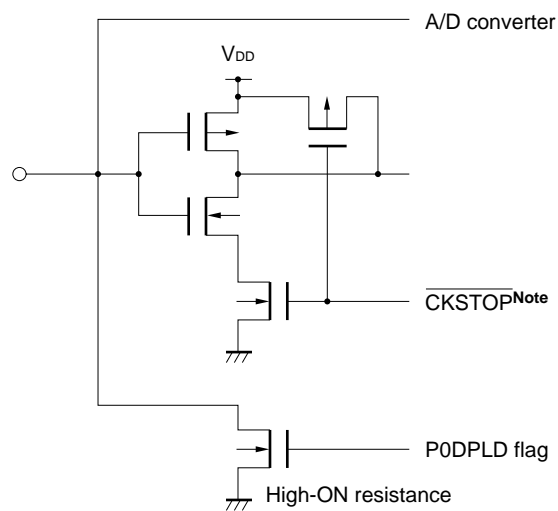 A/D converter
VDD
CKSTOPNote
P0DPLD flag
High-ON resistance